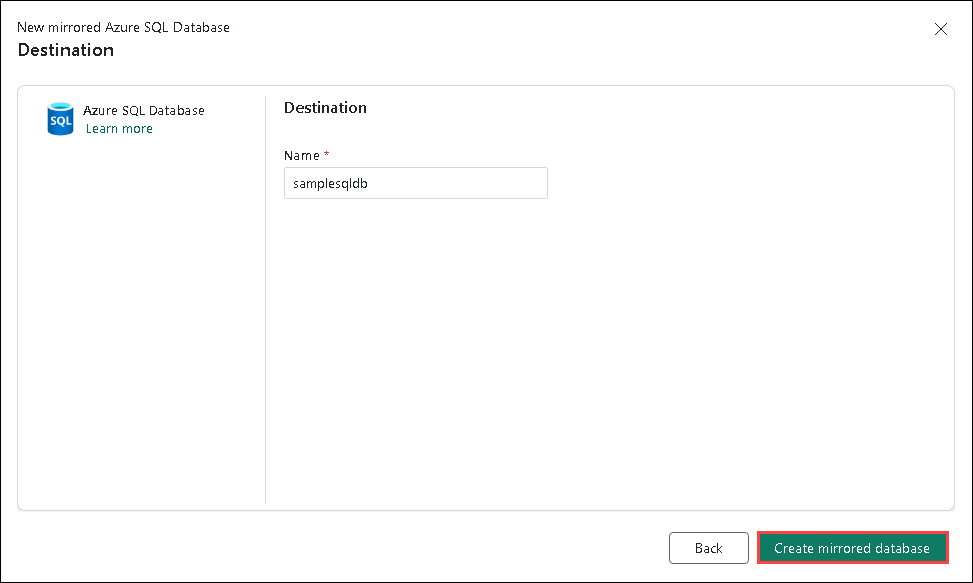 New mirrored Azure SQL Database
Destination
SQL
Azure SQL Database
Learn more
Destination
Name *
samplesqldb
Back
Create mirrored database